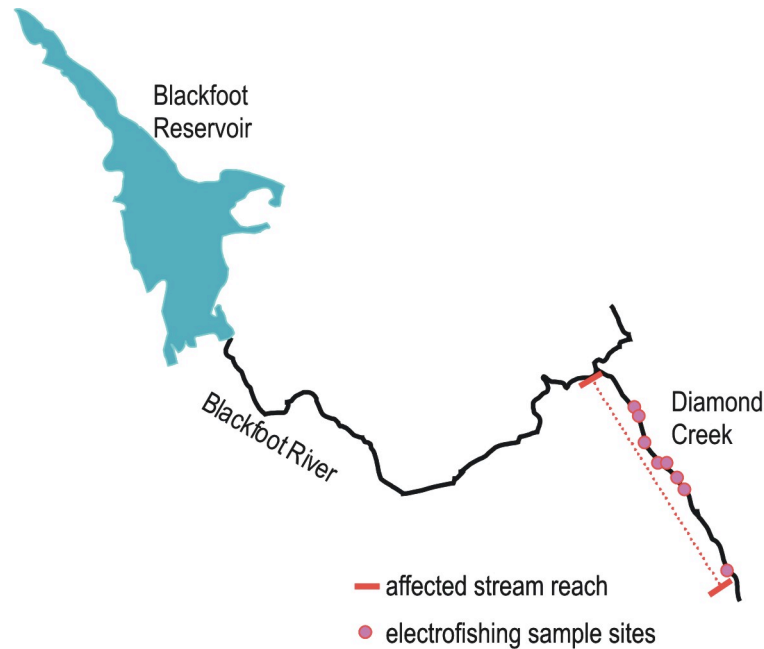 Blackfoot
Reservoir
Blackfoot River
Diamond
Creek
affected stream reach
electrofishing sample sites